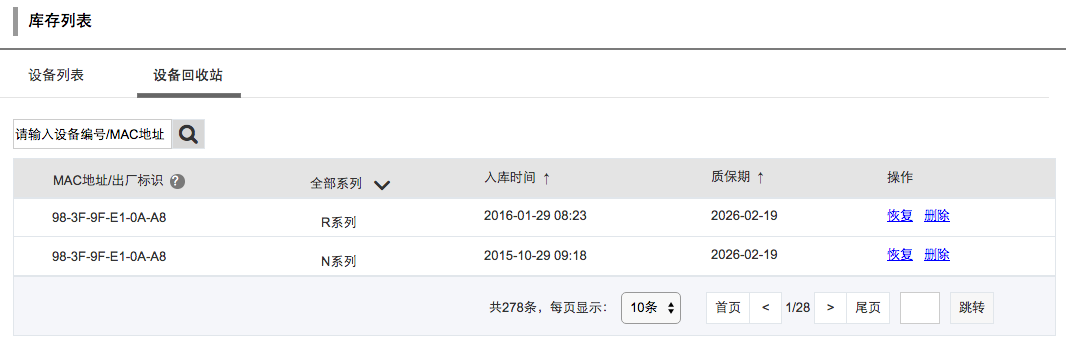 库存列表
设备列表 设备回收站
请输入设备编号/MAC地址
MAC地址/出厂标识 ? 全部系列 入库时间 ↑ 质保期 ↑ 操作
98-3F-9F-E1-0A-A8 R系列 2016-01-29 08:23 2026-02-19 恢复 删除
98-3F-9F-E1-0A-A8 N系列 2015-10-29 09:18 2026-02-19 恢复 删除
共278条，每页显示： 10条 首页 < 1/28 > 尾页 跳转